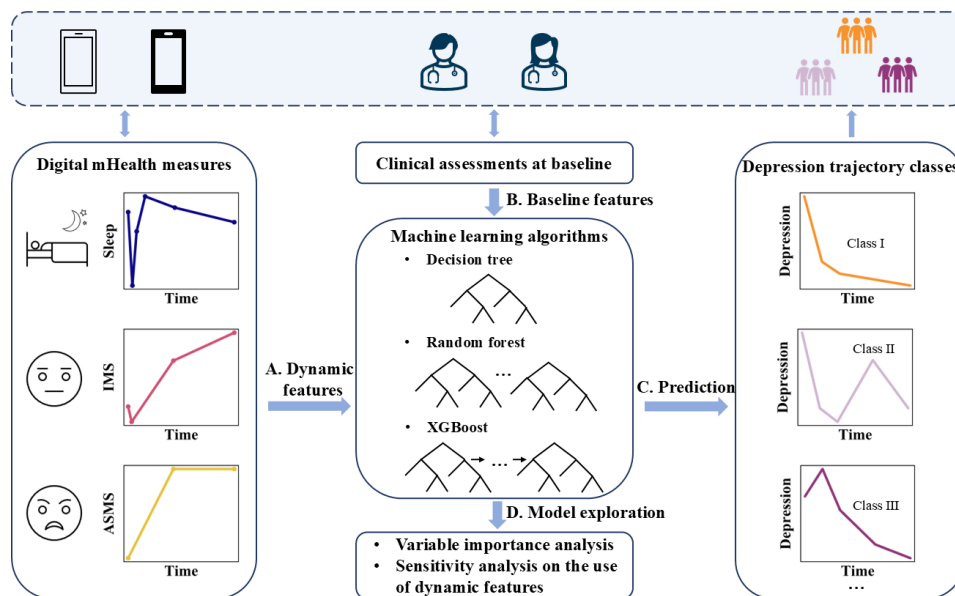 Digital mHealth measures
Sleep
Time
IMS
Time
ASMS
Time
A. Dynamic
features
Clinical assessments at baseline
B. Baseline features
Machine learning algorithms
• Decision tree
• Random forest
...
• XGBoost
...
D. Model exploration
• Variable importance analysis
• Sensitivity analysis on the use
of dynamic features
C. Prediction
Depression trajectory classes
Depression
Class I
Time
Depression
Class II
Time
Depression
Class III
Time
...